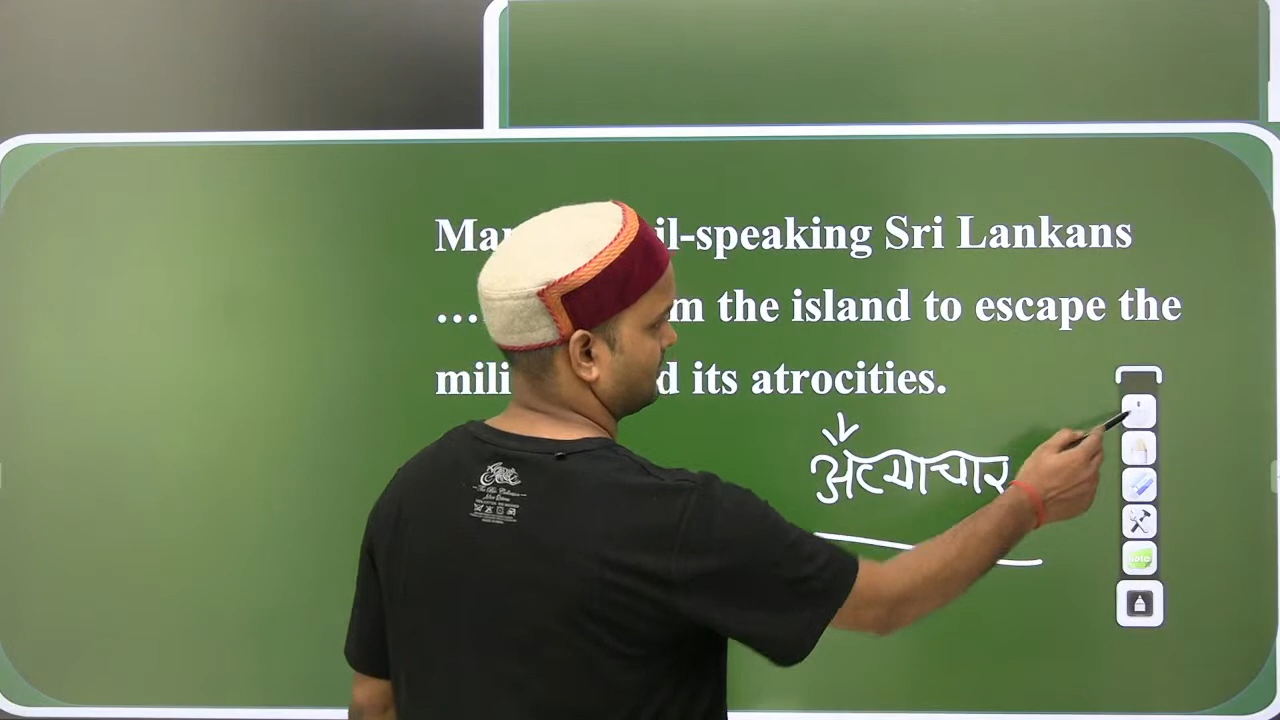 Ma il-speaking Sri Lankans
… m the island to escape the
mili d its atrocities.
अत्याचार